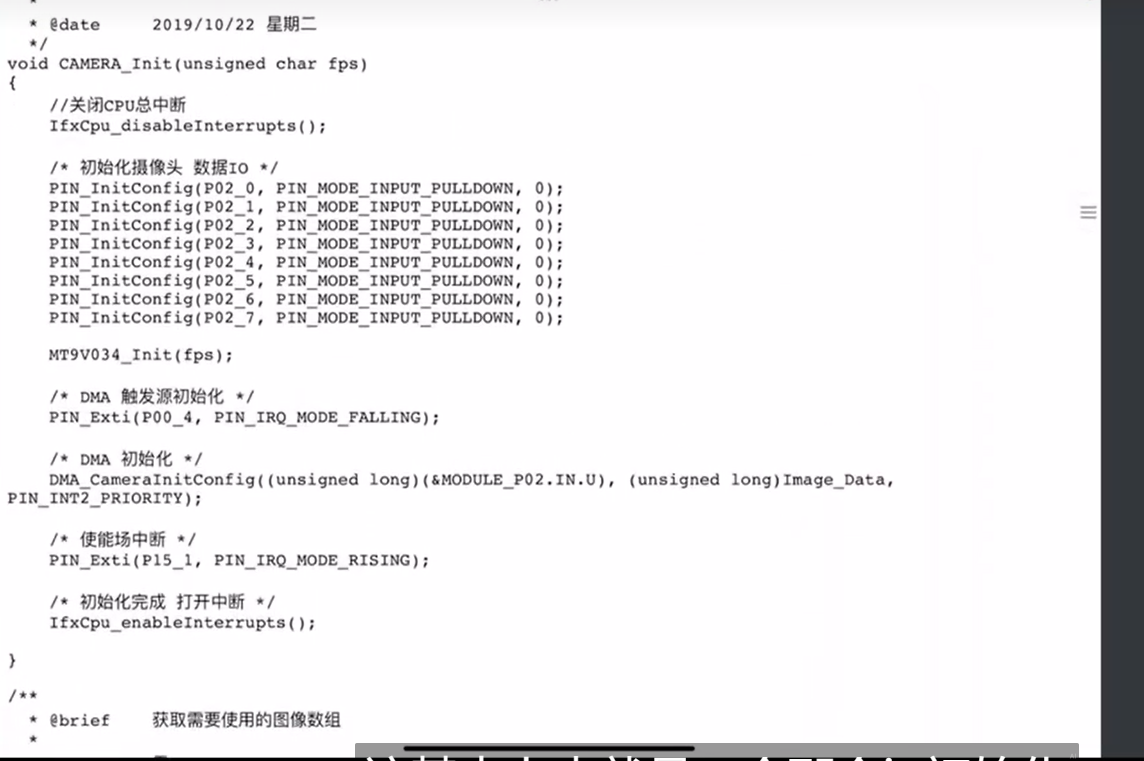 *
* @date 2019/10/22 星期二
*/
void CAMERA_Init(unsigned char fps)
{
//关闭CPU总中断
IfxCpu_disableInterrupts();
/* 初始化摄像头 数据IO */
PIN_InitConfig(P02_0, PIN_MODE_INPUT_PULLDOWN, 0);
PIN_InitConfig(P02_1, PIN_MODE_INPUT_PULLDOWN, 0);
PIN_InitConfig(P02_2, PIN_MODE_INPUT_PULLDOWN, 0);
PIN_InitConfig(P02_3, PIN_MODE_INPUT_PULLDOWN, 0);
PIN_InitConfig(P02_4, PIN_MODE_INPUT_PULLDOWN, 0);
PIN_InitConfig(P02_5, PIN_MODE_INPUT_PULLDOWN, 0);
PIN_InitConfig(P02_6, PIN_MODE_INPUT_PULLDOWN, 0);
PIN_InitConfig(P02_7, PIN_MODE_INPUT_PULLDOWN, 0);
MT9V034_Init(fps);
/* DMA 触发源初始化 */
PIN_Exti(P00_4, PIN_IRQ_MODE_FALLING);
/* DMA 初始化 */
DMA_CameraInitConfig((unsigned long)(&MODULE_P02.IN.U), (unsigned long)Image_Data,
PIN_INT2_PRIORITY);
/* 使能场中断 */
PIN_Exti(P15_1, PIN_IRQ_MODE_RISING);
/* 初始化完成 打开中断 */
IfxCpu_enableInterrupts();
}
/**
* @brief 获取需要使用的图像数组
*